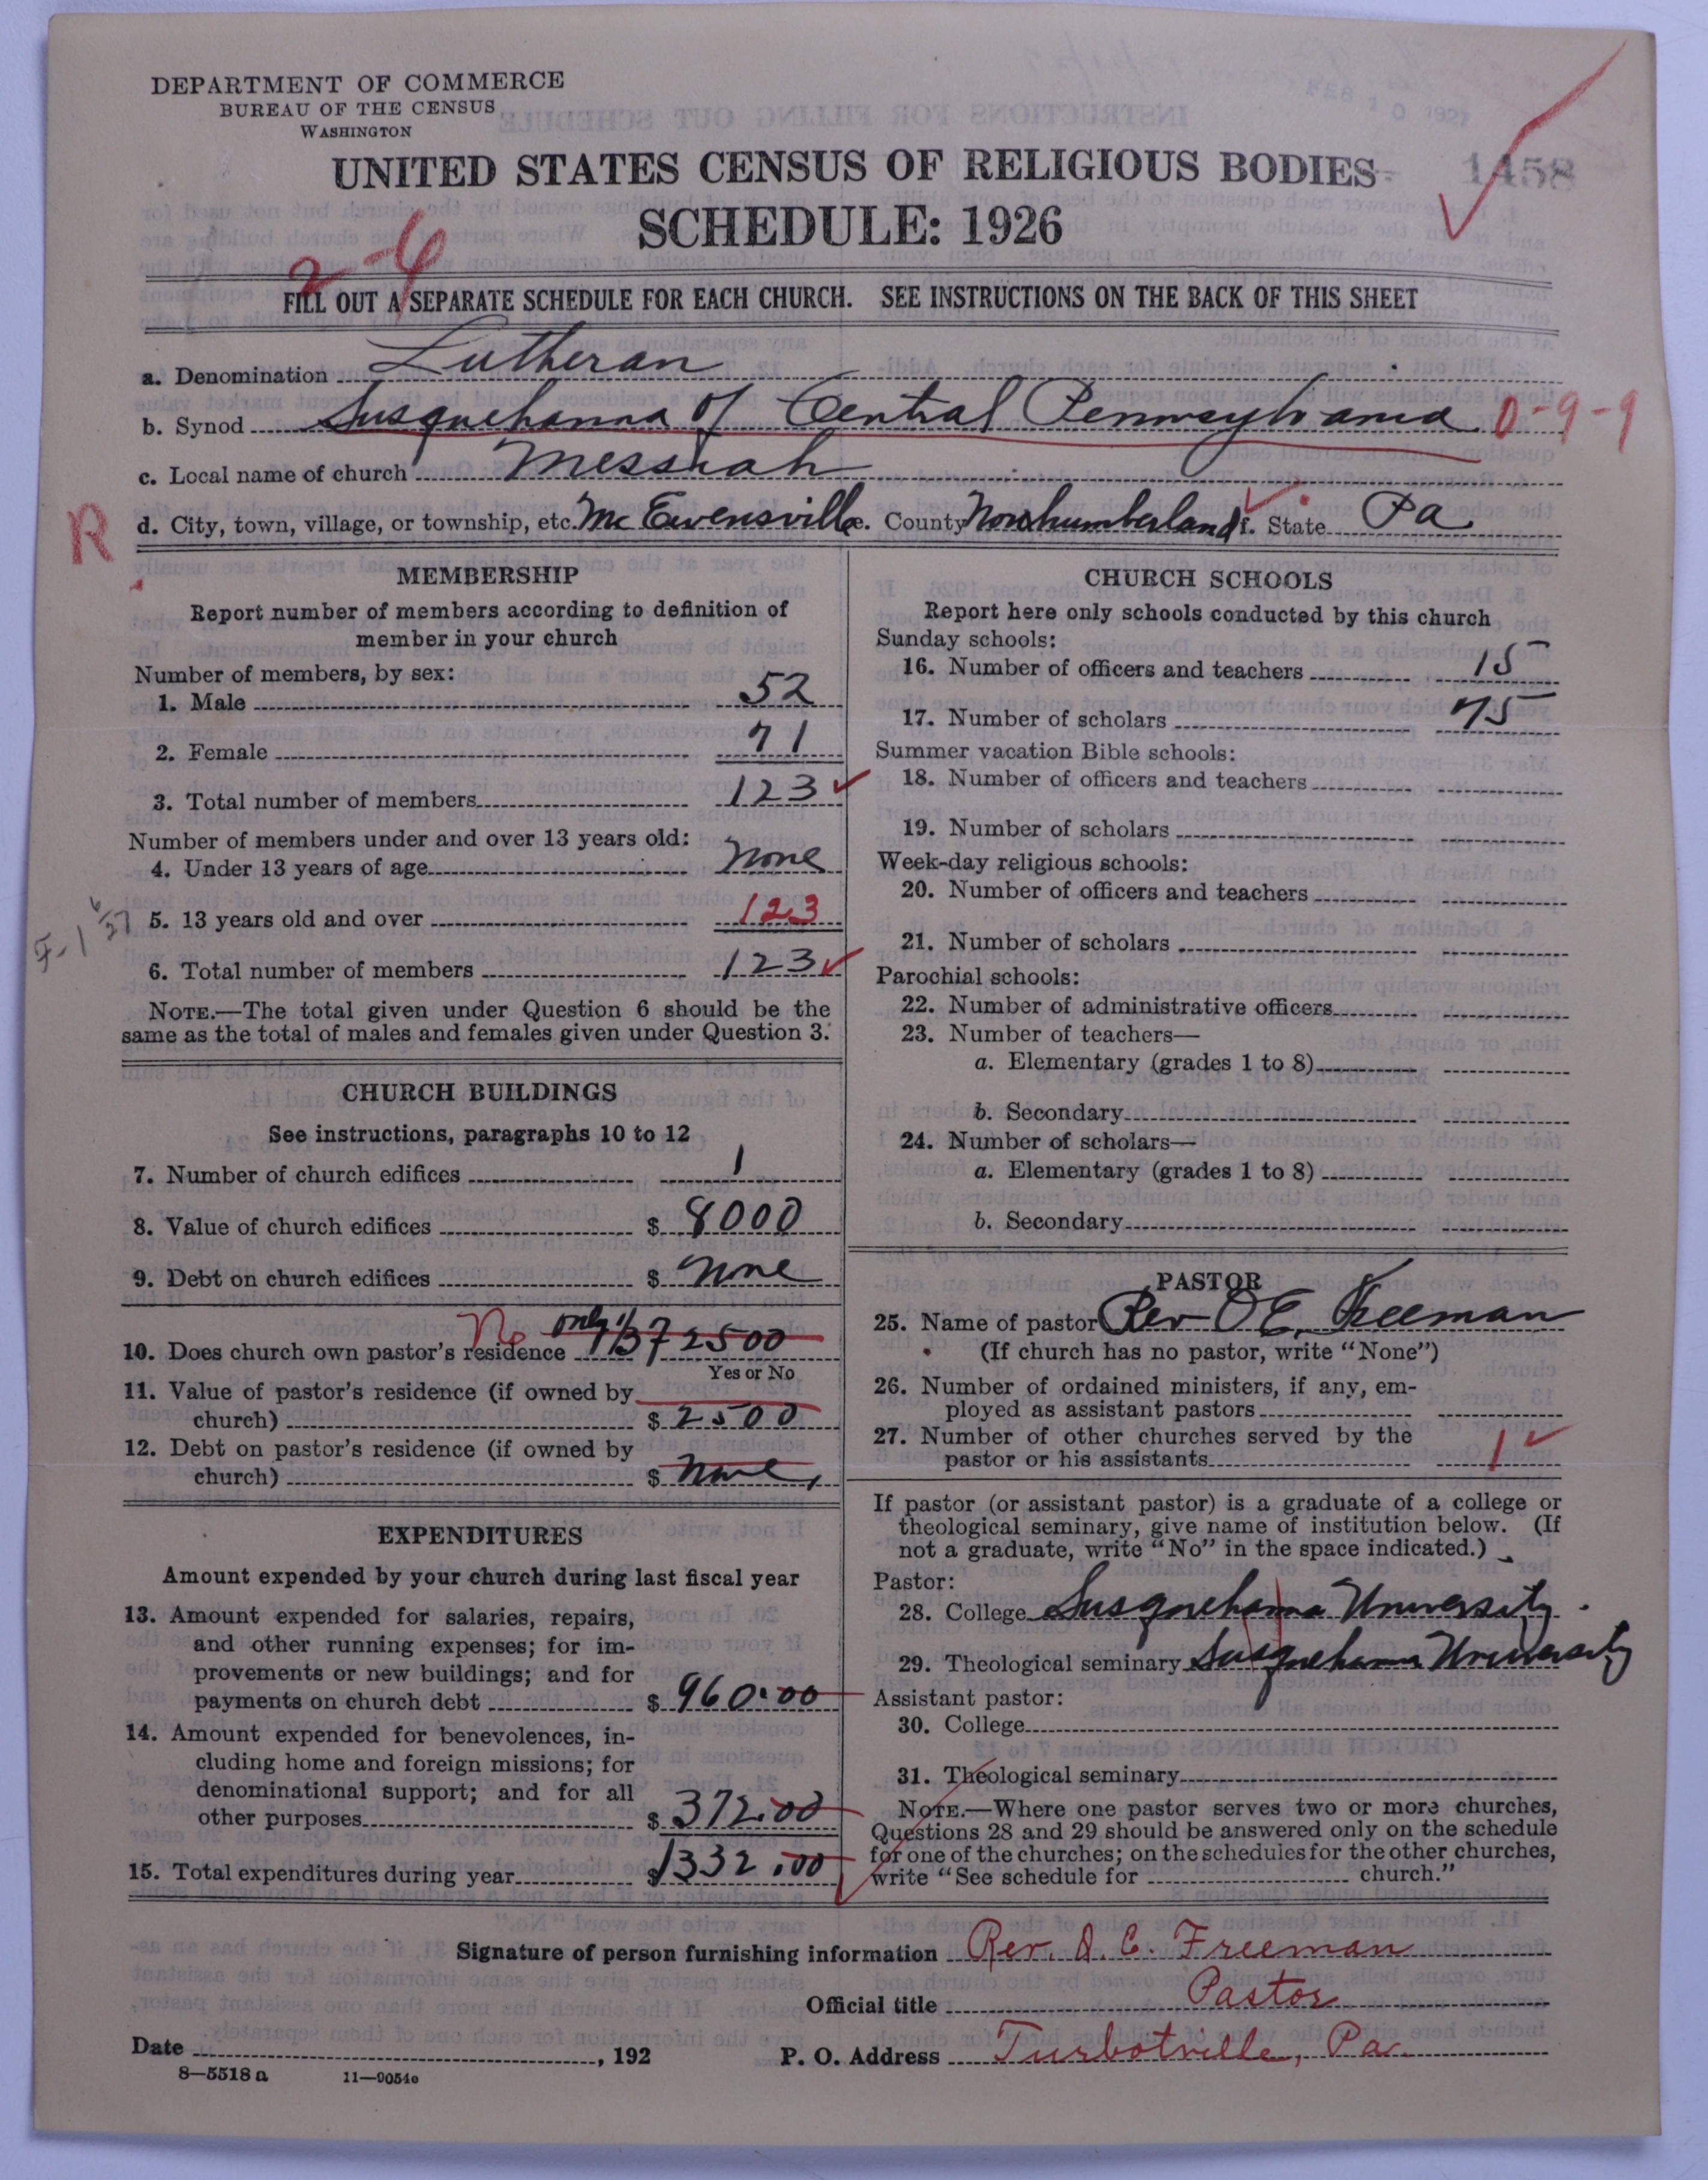 DEPARTMENT OF COMMERCE
BUREAU OF THE CENSUS
WASHINGTON
FEB 10 1927
UNITED STATES CENSUS OF RELIGIOUS BODIES
1458
SCHEDULE: 1926
2-4
FILL OUT A SEPARATE SCHEDULE FOR EACH CHURCH. SEE INSTRUCTIONS ON THE BACK OF THIS SHEET
a. Denomination Lutheran
b. Synod Susquehanna of Central Pennsylvania 0-9-9
c. Local name of church Messiah
R
d. City, town, village, or township, etc. McEwensville e. County Northumberland f. State Pa
MEMBERSHIP
Report number of members according to definition of
member in your church
Number of members, by sex:
1. Male 52
2. Female 71
3. Total number of members 123
Number of members under and over 13 years old:
4. Under 13 years of age none
5. 13 years old and over 123
6. Total number of members 123
NOTE.—The total given under Question 6 should be the
same as the total of males and females given under Question 3.
CHURCH BUILDINGS
See instructions, paragraphs 10 to 12
7. Number of church edifices 1
8. Value of church edifices $ 8000
9. Debt on church edifices $ none
No only 1/3 of 2500
10. Does church own pastor's residence
Yes or No
11. Value of pastor's residence (if owned by
church) $ 2500
12. Debt on pastor's residence (if owned by
church) $ none
EXPENDITURES
Amount expended by your church during last fiscal year
13. Amount expended for salaries, repairs,
and other running expenses; for im-
provements or new buildings; and for
payments on church debt $ 960.00
14. Amount expended for benevolences, in-
cluding home and foreign missions; for
denominational support; and for all
other purposes $ 372.00
15. Total expenditures during year $ 1332.00
CHURCH SCHOOLS
Report here only schools conducted by this church
Sunday schools:
16. Number of officers and teachers 15
17. Number of scholars 75
Summer vacation Bible schools:
18. Number of officers and teachers
19. Number of scholars
Week-day religious schools:
20. Number of officers and teachers
21. Number of scholars
Parochial schools:
22. Number of administrative officers
23. Number of teachers—
a. Elementary (grades 1 to 8)
b. Secondary
24. Number of scholars—
a. Elementary (grades 1 to 8)
b. Secondary
PASTOR
25. Name of pastor Rev O E. Freeman
(If church has no pastor, write "None")
26. Number of ordained ministers, if any, em-
ployed as assistant pastors
27. Number of other churches served by the
pastor or his assistants 1
If pastor (or assistant pastor) is a graduate of a college or
theological seminary, give name of institution below. (If
not a graduate, write "No" in the space indicated.)
Pastor:
28. College Susquehanna University
29. Theological seminary Susquehanna University
Assistant pastor:
30. College
31. Theological seminary
NOTE.—Where one pastor serves two or more churches,
Questions 28 and 29 should be answered only on the schedule
for one of the churches; on the schedules for the other churches,
write "See schedule for church."
Signature of person furnishing information Rev. O. E. Freeman
Official title Pastor
Date , 192
P. O. Address Turbotville, Pa.
8—5518a 11—9054c